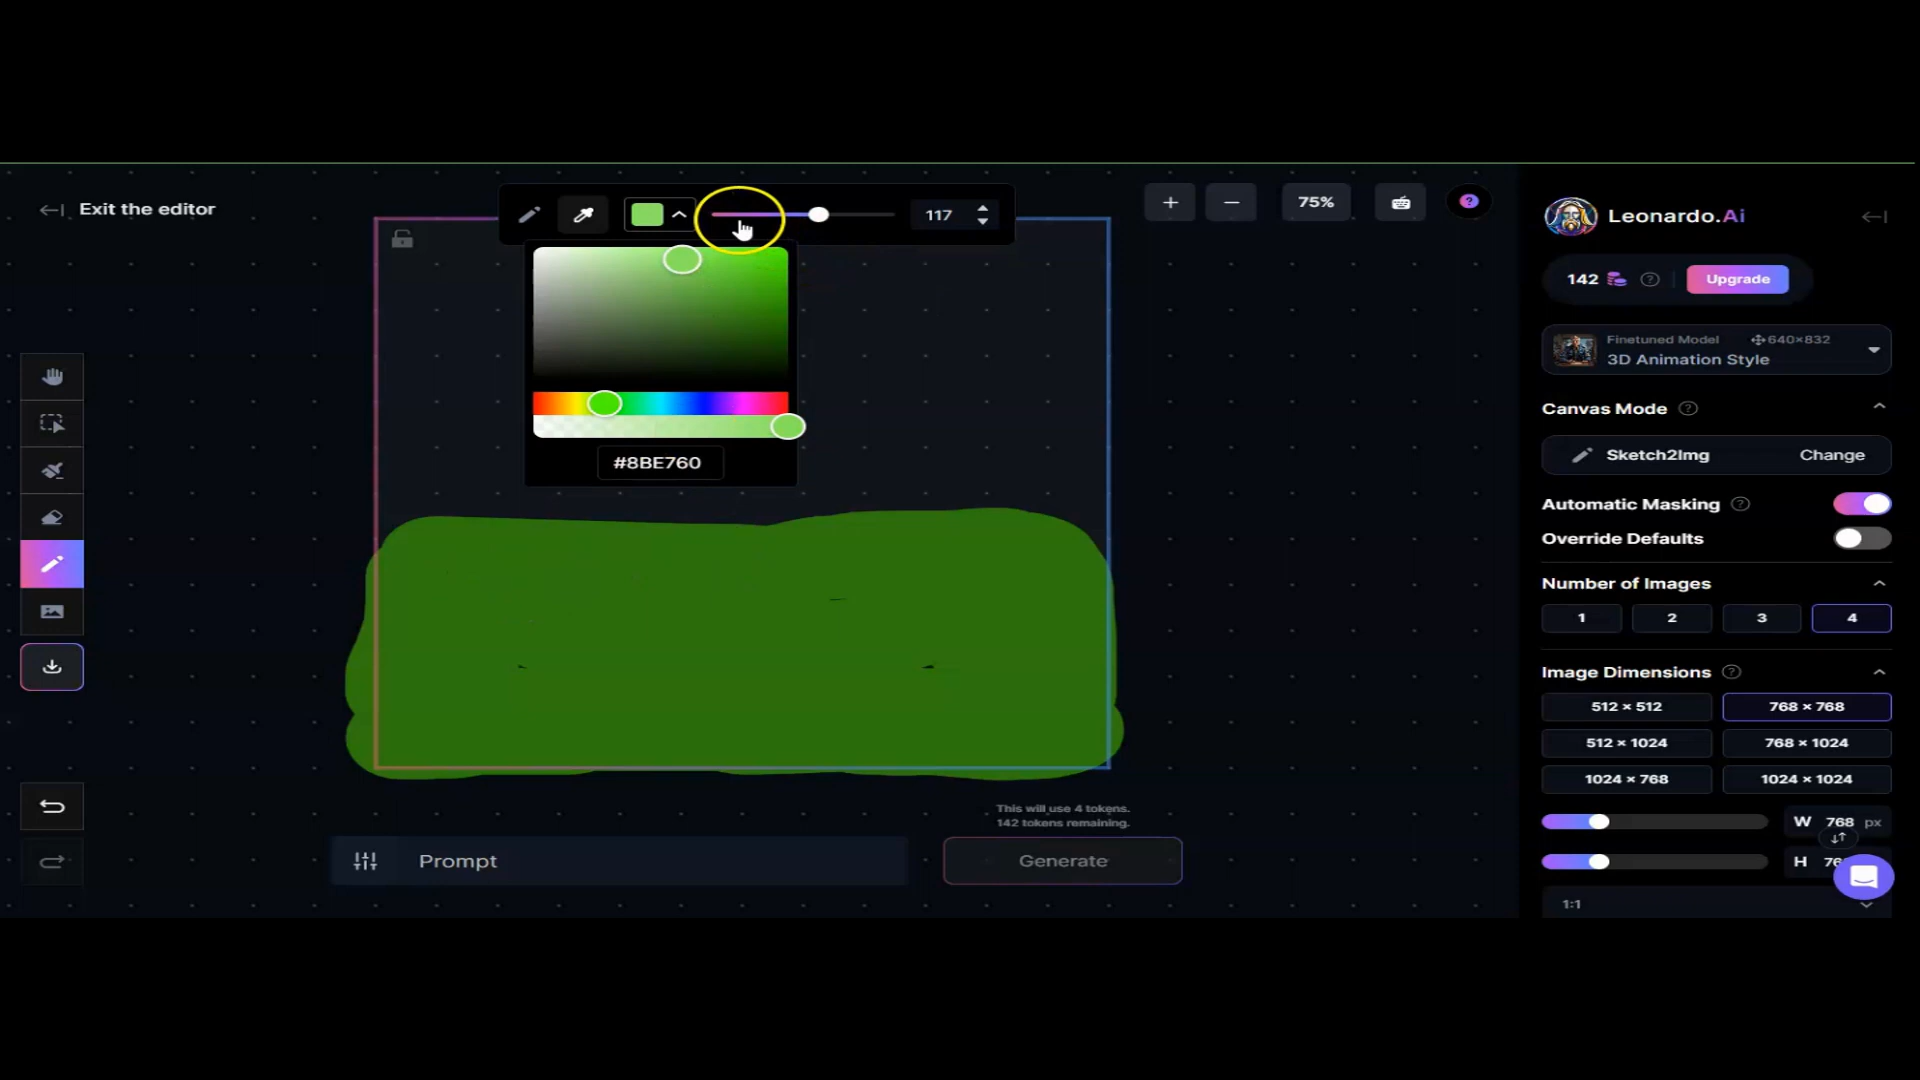 Exit the editor
117
75%
Leonardo.Ai
142
Upgrade
Finetuned Model
640×832
3D Animation Style
#8BE760
Canvas Mode
Sketch2Img
Change
Automatic Masking
Override Defaults
Number of Images
1
2
3
4
Image Dimensions
512 × 512
768 × 768
512 × 1024
768 × 1024
1024 × 768
1024 × 1024
This will use 4 tokens.
142 tokens remaining.
W 768 px
Prompt
Generate
H
1:1